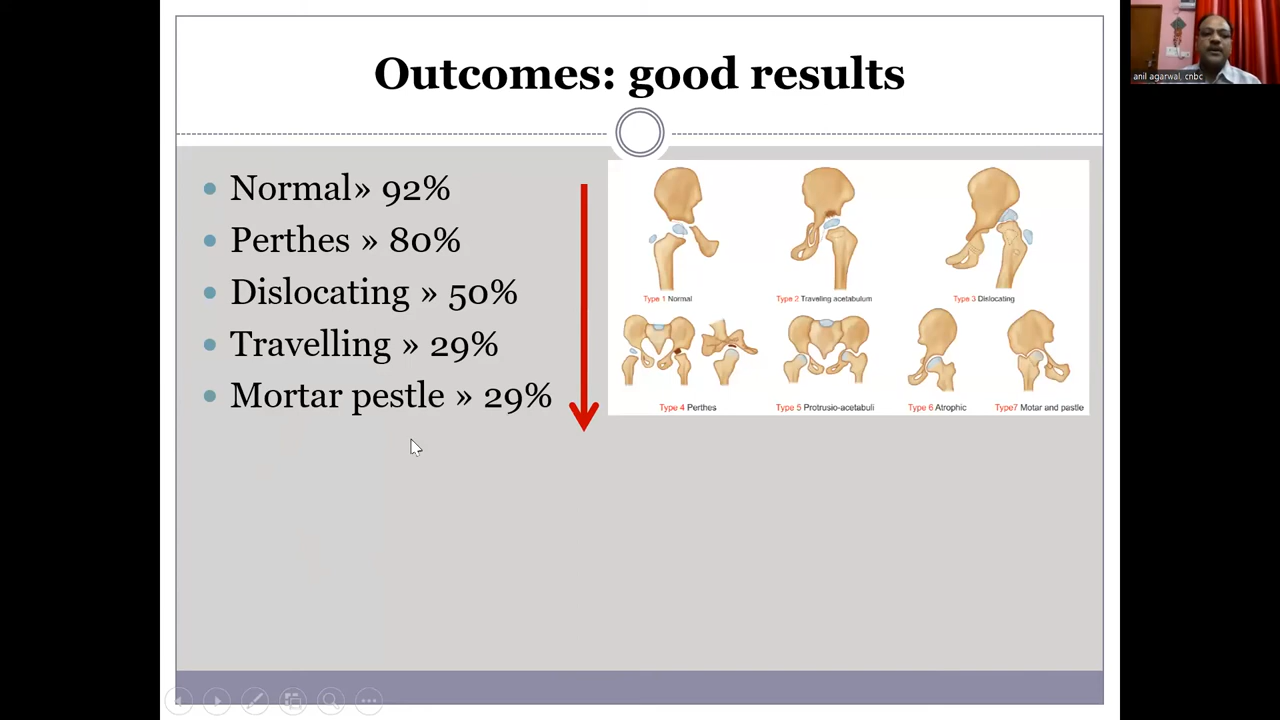 Outcomes: good results
Normal» 92%
Perthes » 80%
Dislocating » 50%
Travelling » 29%
Mortar pestle » 29%
Type 1 Normal
Type 2 Traveling acetabulum
Type 3 Dislocating
Type 4 Perthes
Type 5 Protrusio-acetabuli
Type 6 Atrophic
Type7 Motar and pastle
anil agarwal, cnbc